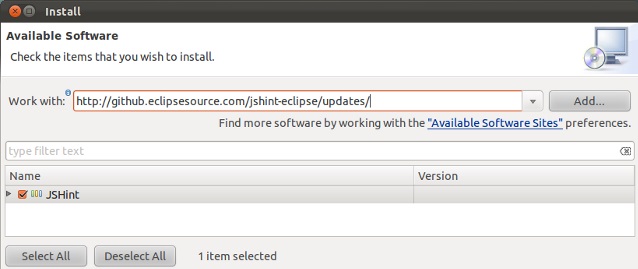 Install
Available Software
Check the items that you wish to install.
Work with: http://github.eclipsesource.com/jshint-eclipse/updates/ Add...
Find more software by working with the "Available Software Sites" preferences.
type filter text
Name Version
JSHint
Select All Deselect All 1 item selected